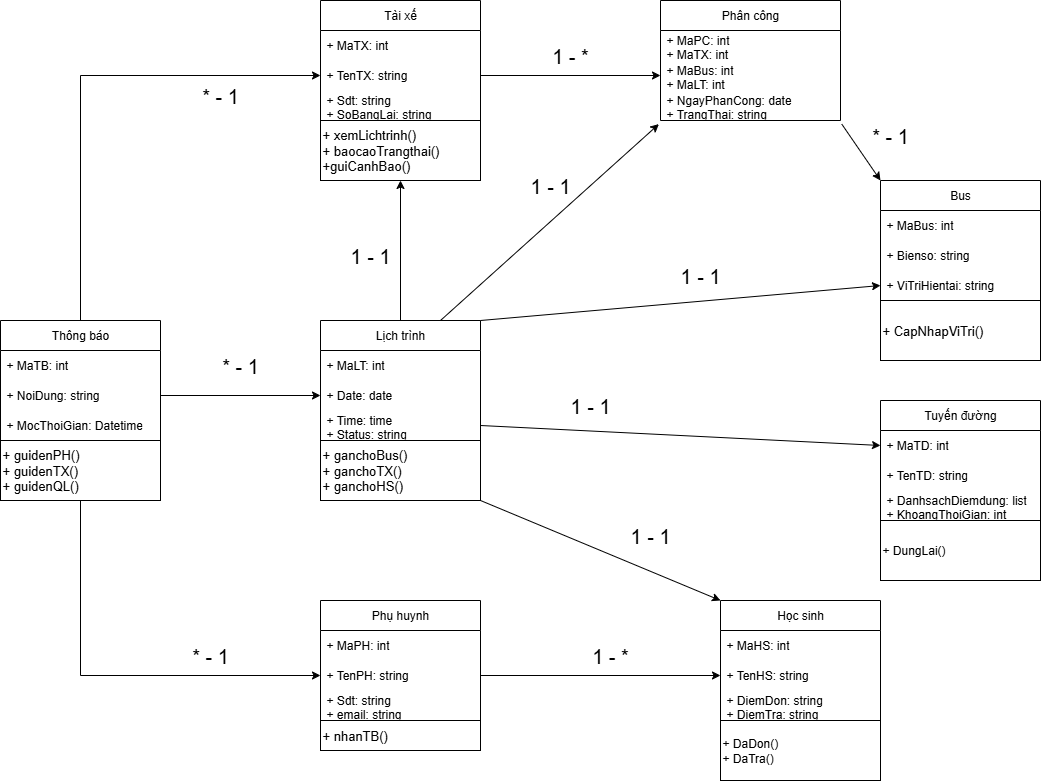 Tài xế
+ MaTX: int
+ TenTX: string
+ Sdt: string
+ SoBangLai: string
+ xemLichtrinh()
+ baocaoTrangthai()
+guiCanhBao()
1 - *
Phân công
+ MaPC: int
+ MaTX: int
+ MaBus: int
+ MaLT: int
+ NgayPhanCong: date
+ TrangThai: string
* - 1
* - 1
1 - 1
1 - 1
1 - 1
Bus
+ MaBus: int
+ Bienso: string
+ ViTriHientai: string
+ CapNhapViTri()
Thông báo
+ MaTB: int
+ NoiDung: string
+ MocThoiGian: Datetime
+ guidenPH()
+ guidenTX()
+ guidenQL()
* - 1
Lịch trình
+ MaLT: int
+ Date: date
+ Time: time
+ Status: string
+ ganchoBus()
+ ganchoTX()
+ ganchoHS()
1 - 1
Tuyến đường
+ MaTD: int
+ TenTD: string
+ DanhsachDiemdung: list
+ KhoangThoiGian: int
+ DungLai()
1 - 1
* - 1
Phụ huynh
+ MaPH: int
+ TenPH: string
+ Sdt: string
+ email: string
+ nhanTB()
1 - *
Học sinh
+ MaHS: int
+ TenHS: string
+ DiemDon: string
+ DiemTra: string
+ DaDon()
+ DaTra()